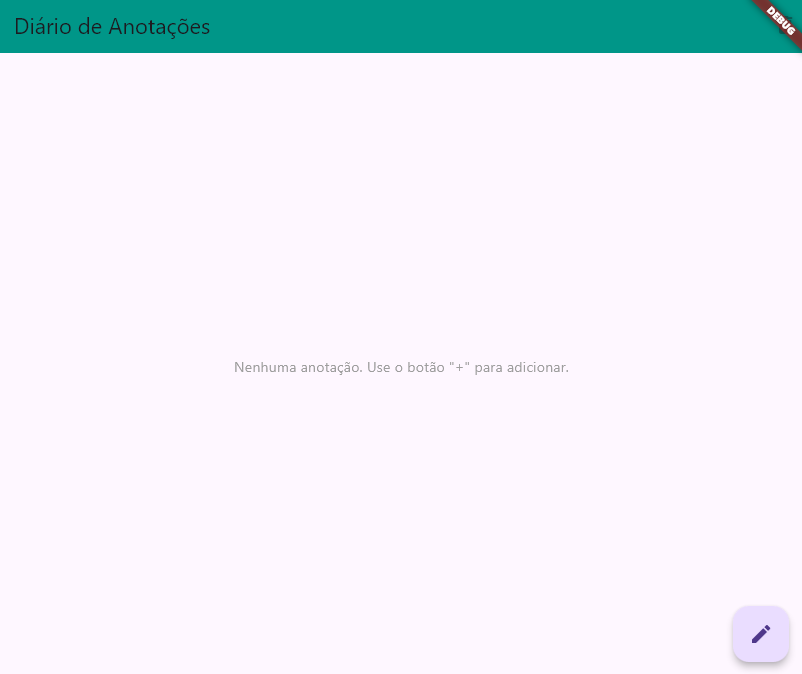 Diário de Anotações
DEBUG
Nenhuma anotação. Use o botão "+" para adicionar.